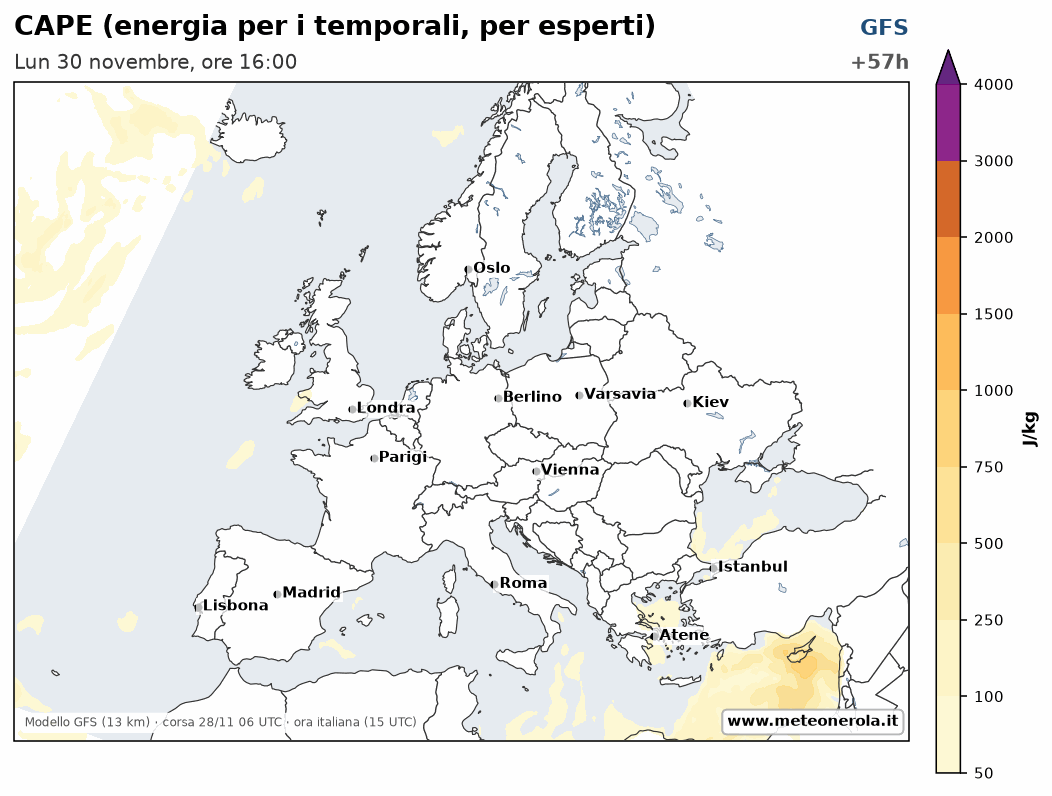 CAPE (energia per i temporali, per esperti)
GFS
Lun 30 novembre, ore 16:00
+57h
4000
3000
2000
1500
1000
750
500
250
100
50
J/kg
Oslo
Berlino
Varsavia
Kiev
Londra
Parigi
Vienna
Istanbul
Roma
Madrid
Lisbona
Atene
Modello GFS (13 km) · corsa 28/11 06 UTC · ora italiana (15 UTC)
www.meteonerola.it